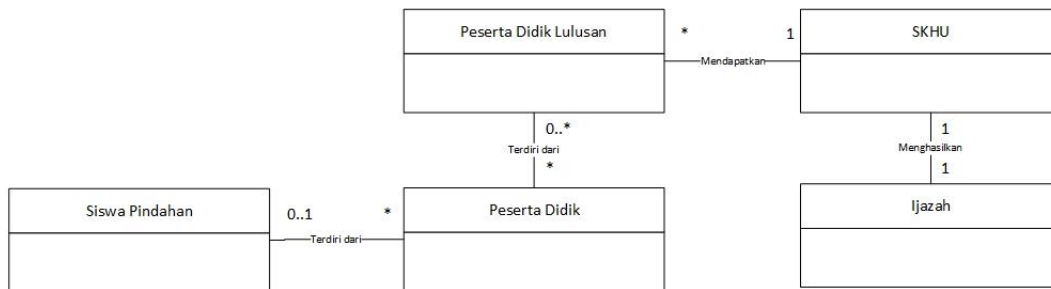 Peserta Didik Lulusan
*
1
SKHU
Mendapatkan
0..*
Terdiri dari
*
1
Menghasilkan
1
Siswa Pindahan
0..1
*
Peserta Didik
Ijazah
Terdiri dari